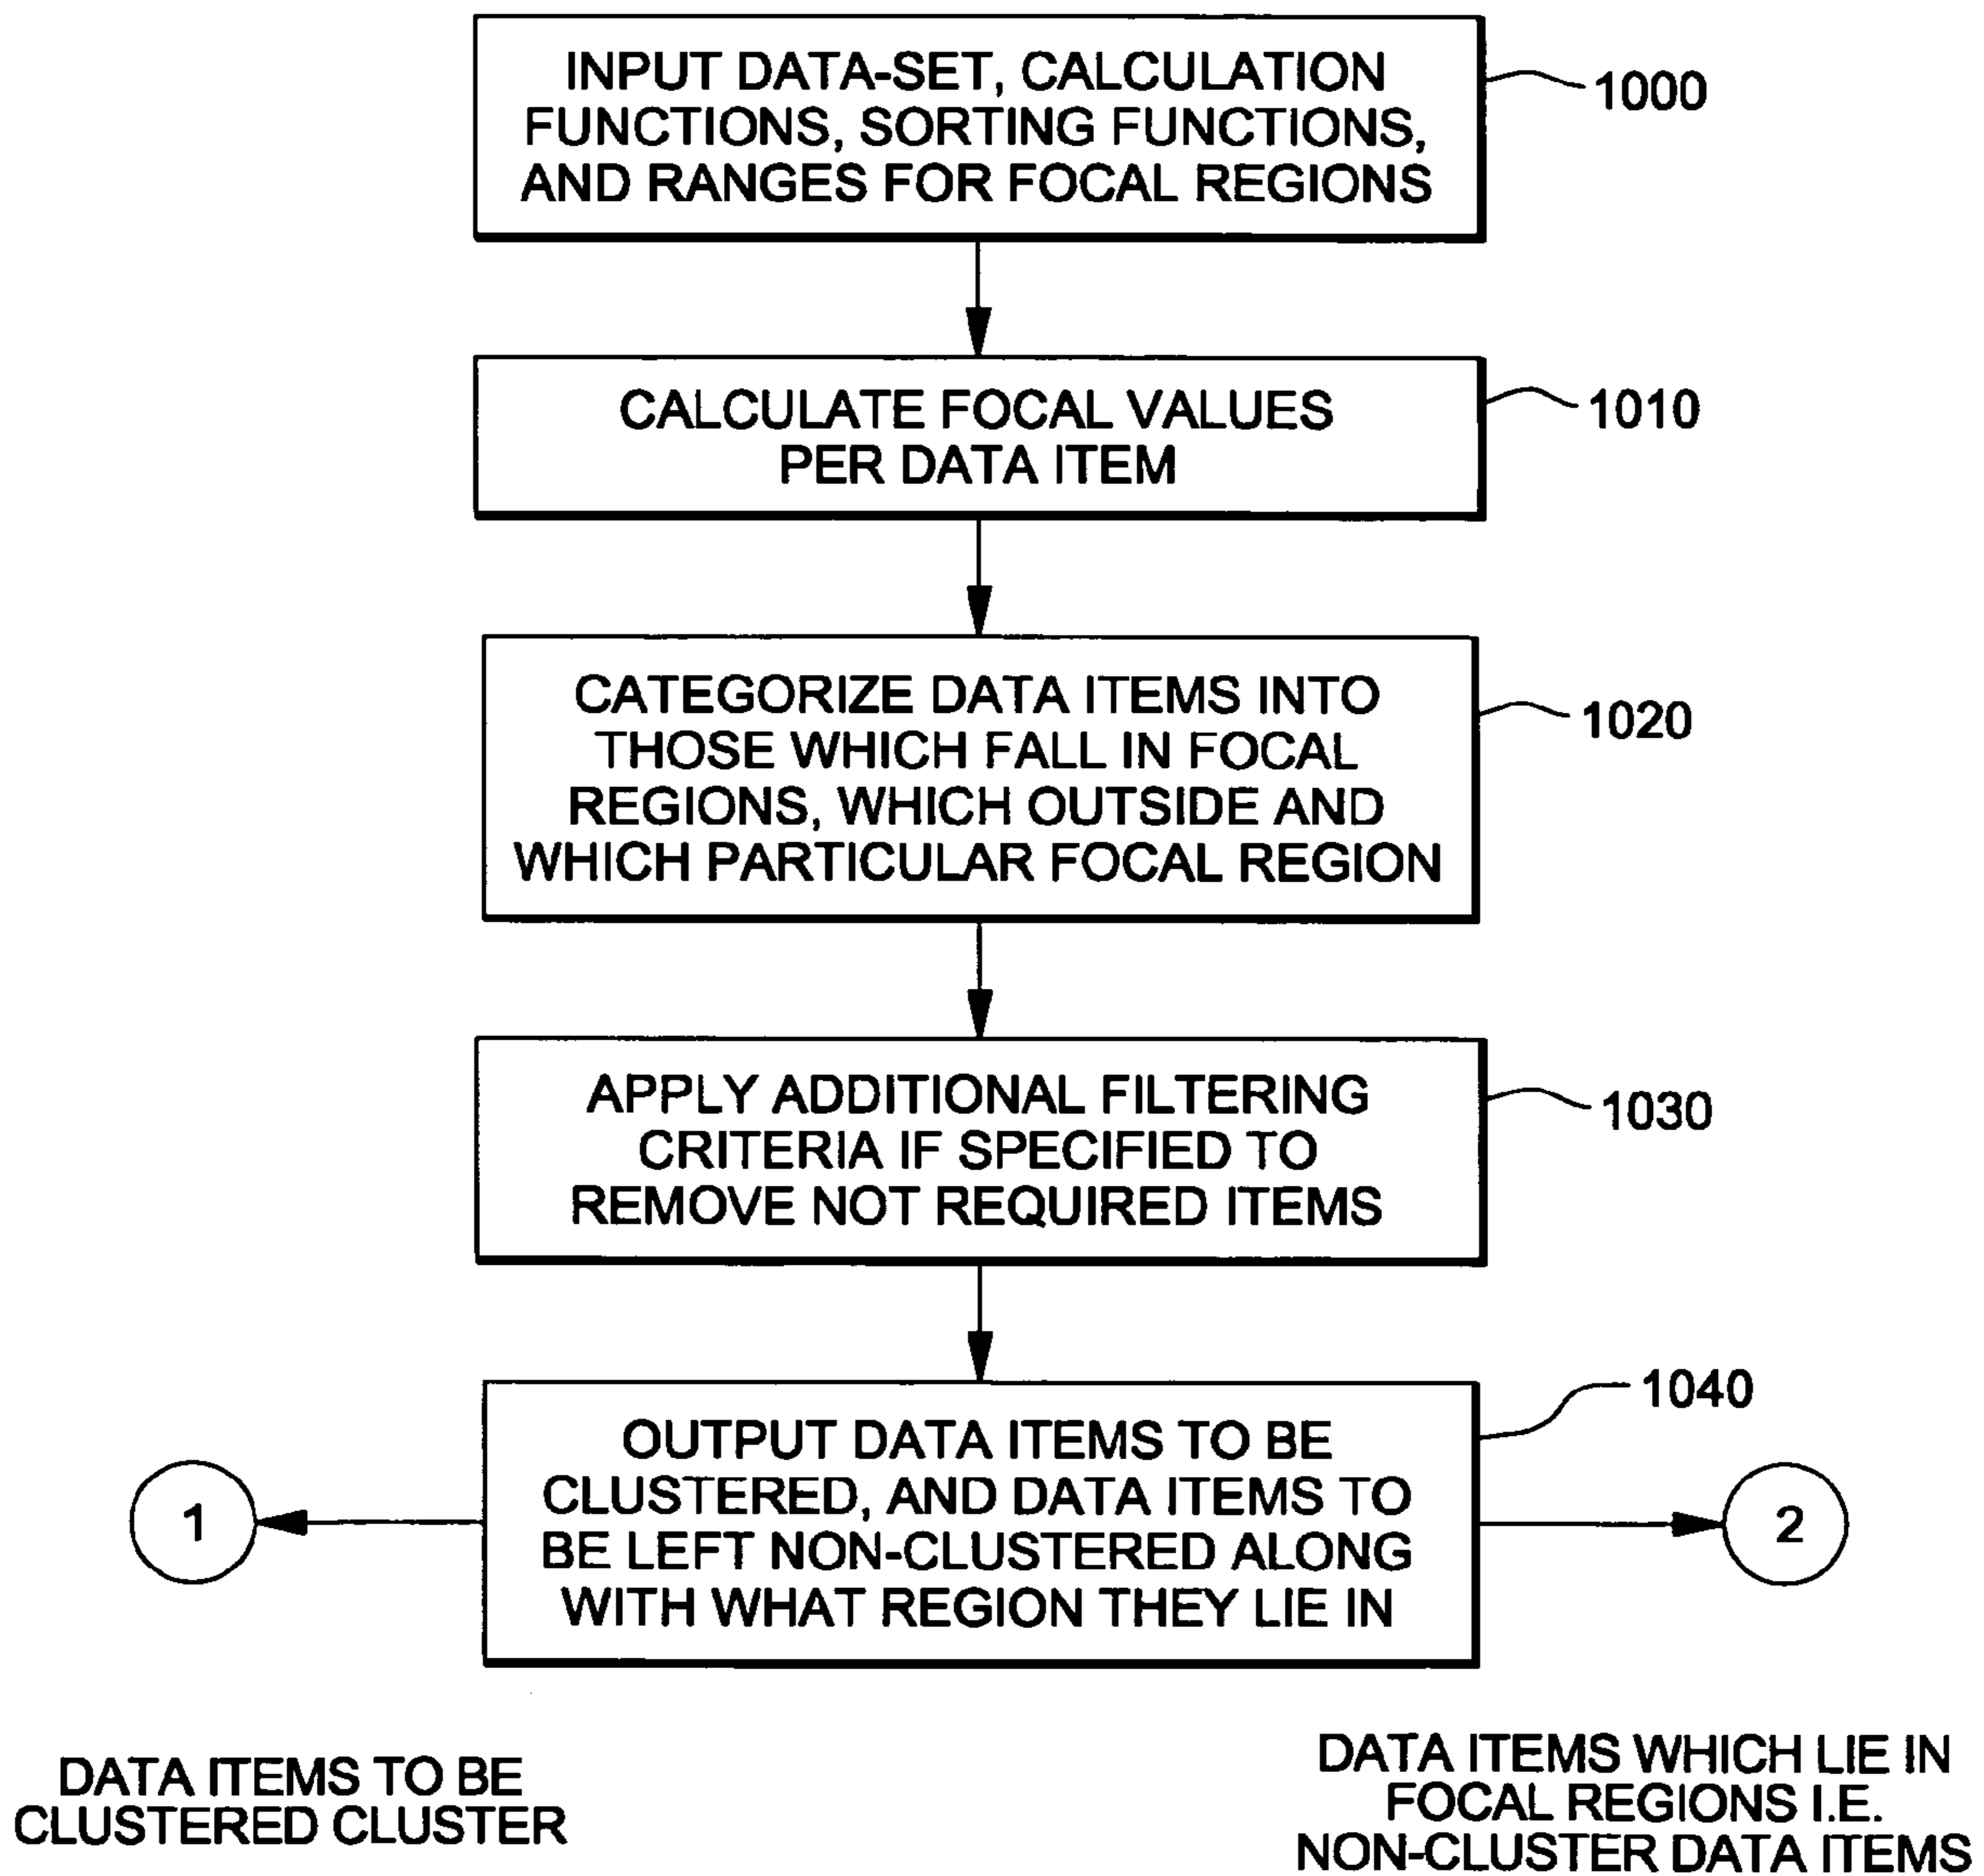 INPUT DATA-SET, CALCULATION
FUNCTIONS, SORTING FUNCTIONS,
AND RANGES FOR FOCAL REGIONS
1000
CALCULATE FOCAL VALUES
PER DATA ITEM
1010
CATEGORIZE DATA ITEMS INTO
THOSE WHICH FALL IN FOCAL
REGIONS, WHICH OUTSIDE AND
WHICH PARTICULAR FOCAL REGION
1020
APPLY ADDITIONAL FILTERING
CRITERIA IF SPECIFIED TO
REMOVE NOT REQUIRED ITEMS
1030
OUTPUT DATA ITEMS TO BE
CLUSTERED, AND DATA ITEMS TO
BE LEFT NON-CLUSTERED ALONG
WITH WHAT REGION THEY LIE IN
1040
1
2
DATA ITEMS TO BE
CLUSTERED CLUSTER
DATA ITEMS WHICH LIE IN
FOCAL REGIONS I.E.
NON-CLUSTER DATA ITEMS